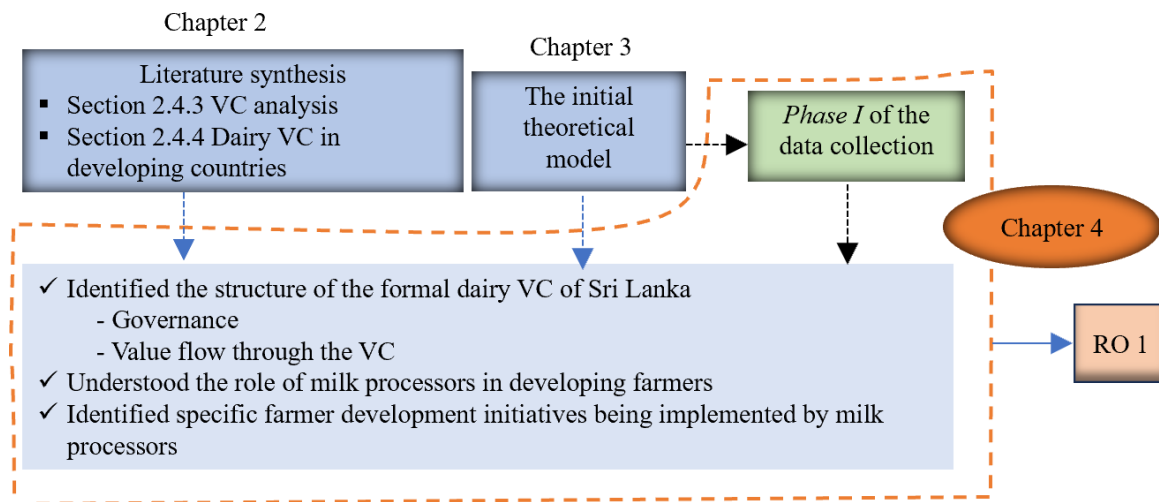 Chapter 2
Literature synthesis
▪ Section 2.4.3 VC analysis
▪ Section 2.4.4 Dairy VC in
developing countries
Chapter 3
The initial
theoretical
model
Phase I of the
data collection
Chapter 4
✓ Identified the structure of the formal dairy VC of Sri Lanka
- Governance
- Value flow through the VC
✓ Understood the role of milk processors in developing farmers
✓ Identified specific farmer development initiatives being implemented by milk
processors
RO 1